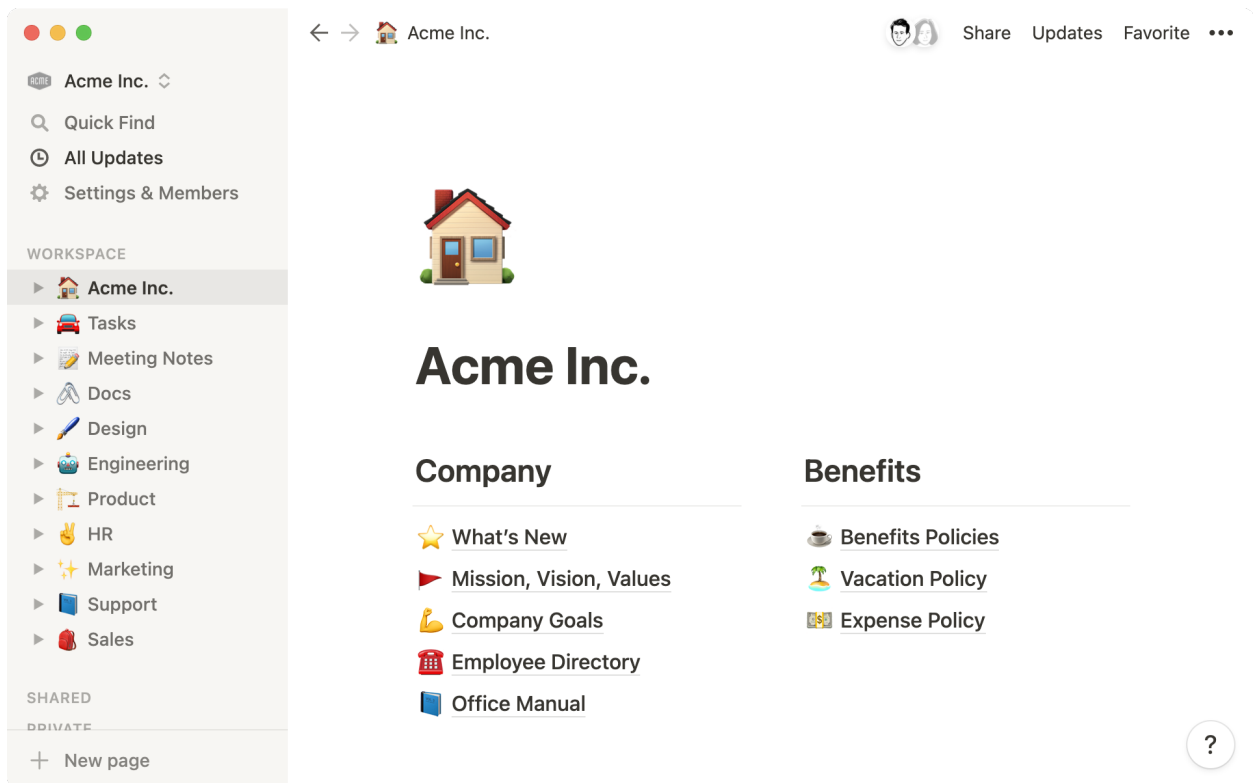 Acme Inc.
Share Updates Favorite
ACME Acme Inc.
Quick Find
All Updates
Settings & Members
WORKSPACE
Acme Inc.
Tasks
Meeting Notes
Docs
Design
Engineering
Product
HR
Marketing
Support
Sales
SHARED
PRIVATE
New page
Acme Inc.
Company
What’s New
Mission, Vision, Values
Company Goals
Employee Directory
Office Manual
Benefits
Benefits Policies
Vacation Policy
Expense Policy
?